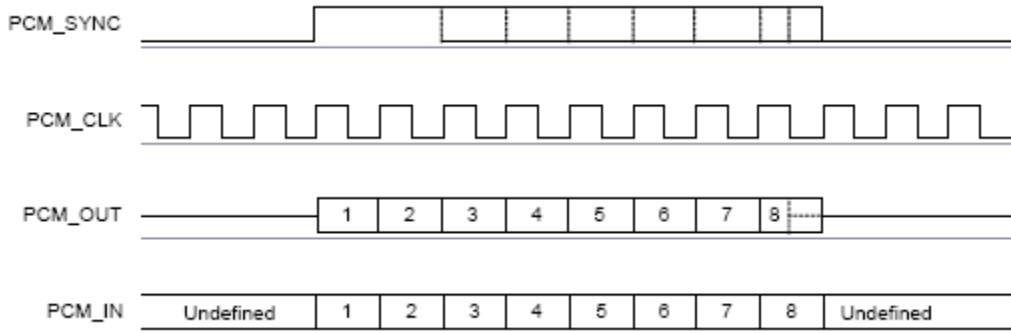 PCM_SYNC
PCM_CLK
PCM_OUT 1 2 3 4 5 6 7 8
PCM_IN Undefined 1 2 3 4 5 6 7 8 Undefined